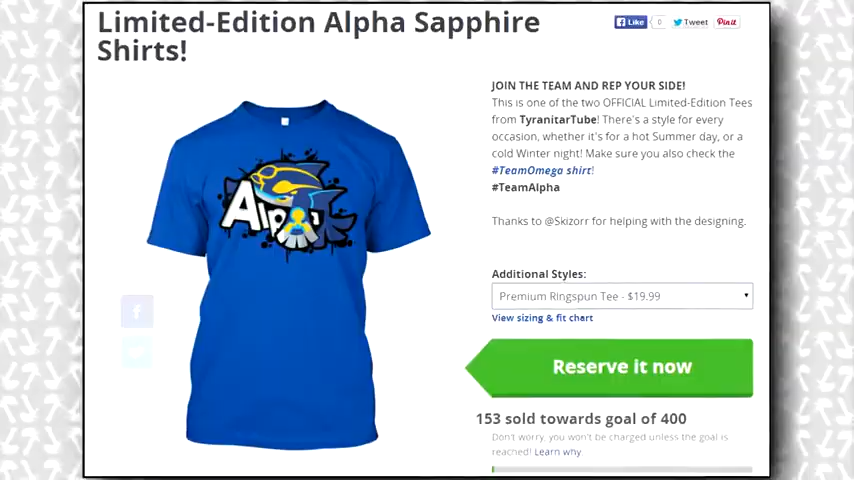 Limited-Edition Alpha Sapphire
Shirts!
Like 0 Tweet Pinit
JOIN THE TEAM AND REP YOUR SIDE!
This is one of the two OFFICIAL Limited-Edition Tees
from TyranitarTube! There's a style for every
occasion, whether it's for a hot Summer day, or a
cold Winter night! Make sure you also check the
#TeamOmega shirt!
#TeamAlpha
Thanks to @Skizorr for helping with the designing.
Alpha
Additional Styles:
Premium Ringspun Tee - $19.99
View sizing & fit chart
Reserve it now
153 sold towards goal of 400
Don't worry, you won't be charged unless the goal is
reached! Learn why.